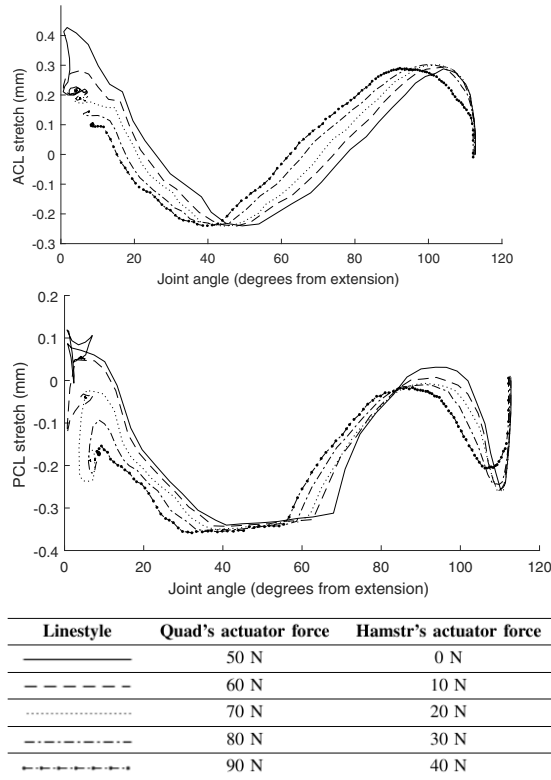 0.4
0.3
0.2
0.1
0
-0.1
-0.2
-0.3
ACL stretch (mm)
0 20 40 60 80 100 120
Joint angle (degrees from extension)
0.2
0.1
0
-0.1
-0.2
-0.3
-0.4
PCL stretch (mm)
0 20 40 60 80 100 120
Joint angle (degrees from extension)
Linestyle Quad's actuator force Hamstr's actuator force
50 N 0 N
60 N 10 N
70 N 20 N
80 N 30 N
90 N 40 N